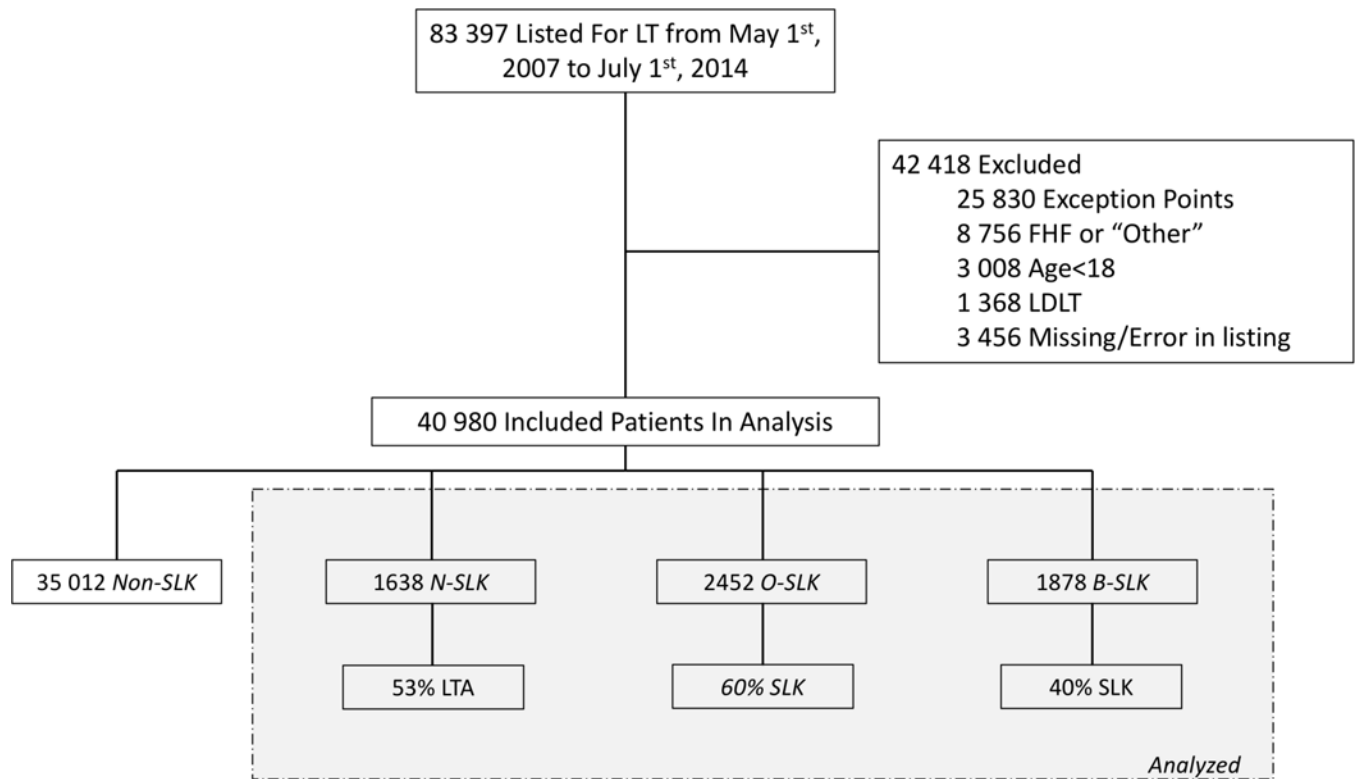 83 397 Listed For LT from May 1st,
2007 to July 1st, 2014
42 418 Excluded
25 830 Exception Points
8 756 FHF or “Other”
3 008 Age<18
1 368 LDLT
3 456 Missing/Error in listing
40 980 Included Patients In Analysis
35 012 Non-SLK
1638 N-SLK
2452 O-SLK
1878 B-SLK
53% LTA
60% SLK
40% SLK
Analyzed